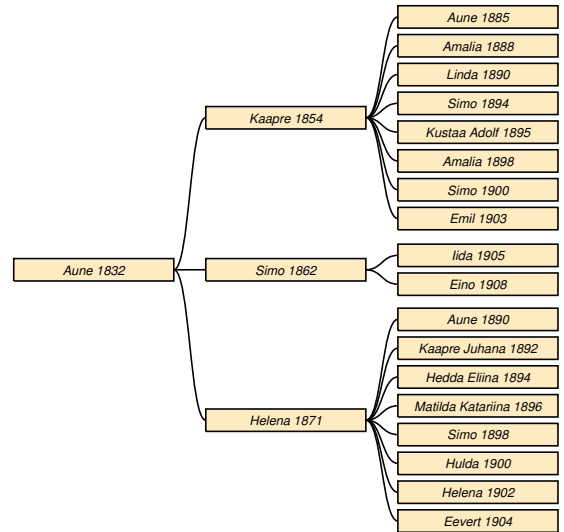 Aune 1832
Kaapre 1854
Aune 1885
Amalia 1888
Linda 1890
Simo 1894
Kustaa Adolf 1895
Amalia 1898
Simo 1900
Emil 1903
Simo 1862
Iida 1905
Eino 1908
Helena 1871
Aune 1890
Kaapre Juhana 1892
Hedda Eliina 1894
Matilda Katariina 1896
Simo 1898
Hulda 1900
Helena 1902
Eevert 1904